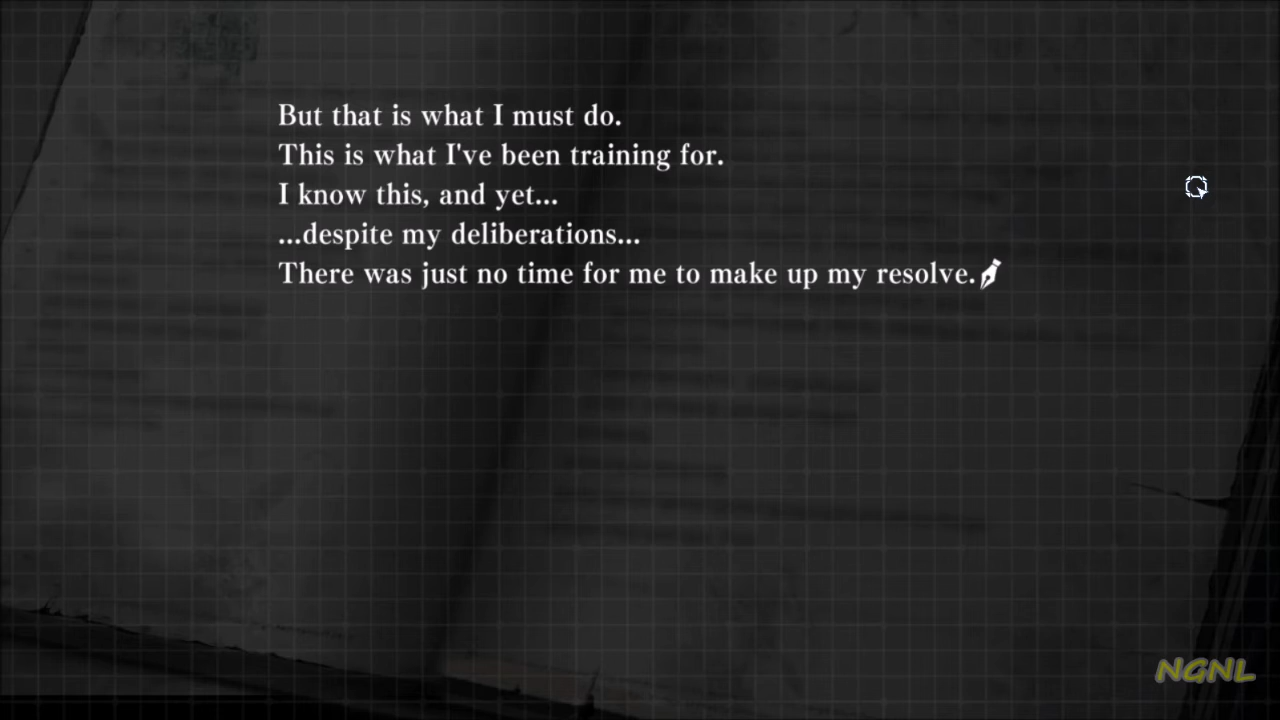 But that is what I must do.
This is what I've been training for.
I know this, and yet...
...despite my deliberations...
There was just no time for me to make up my resolve.
NGNL